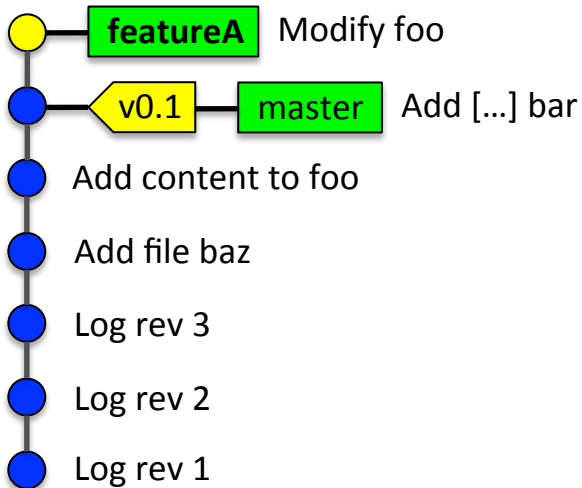 featureA Modify foo
v0.1 master Add [...] bar
Add content to foo
Add file baz
Log rev 3
Log rev 2
Log rev 1